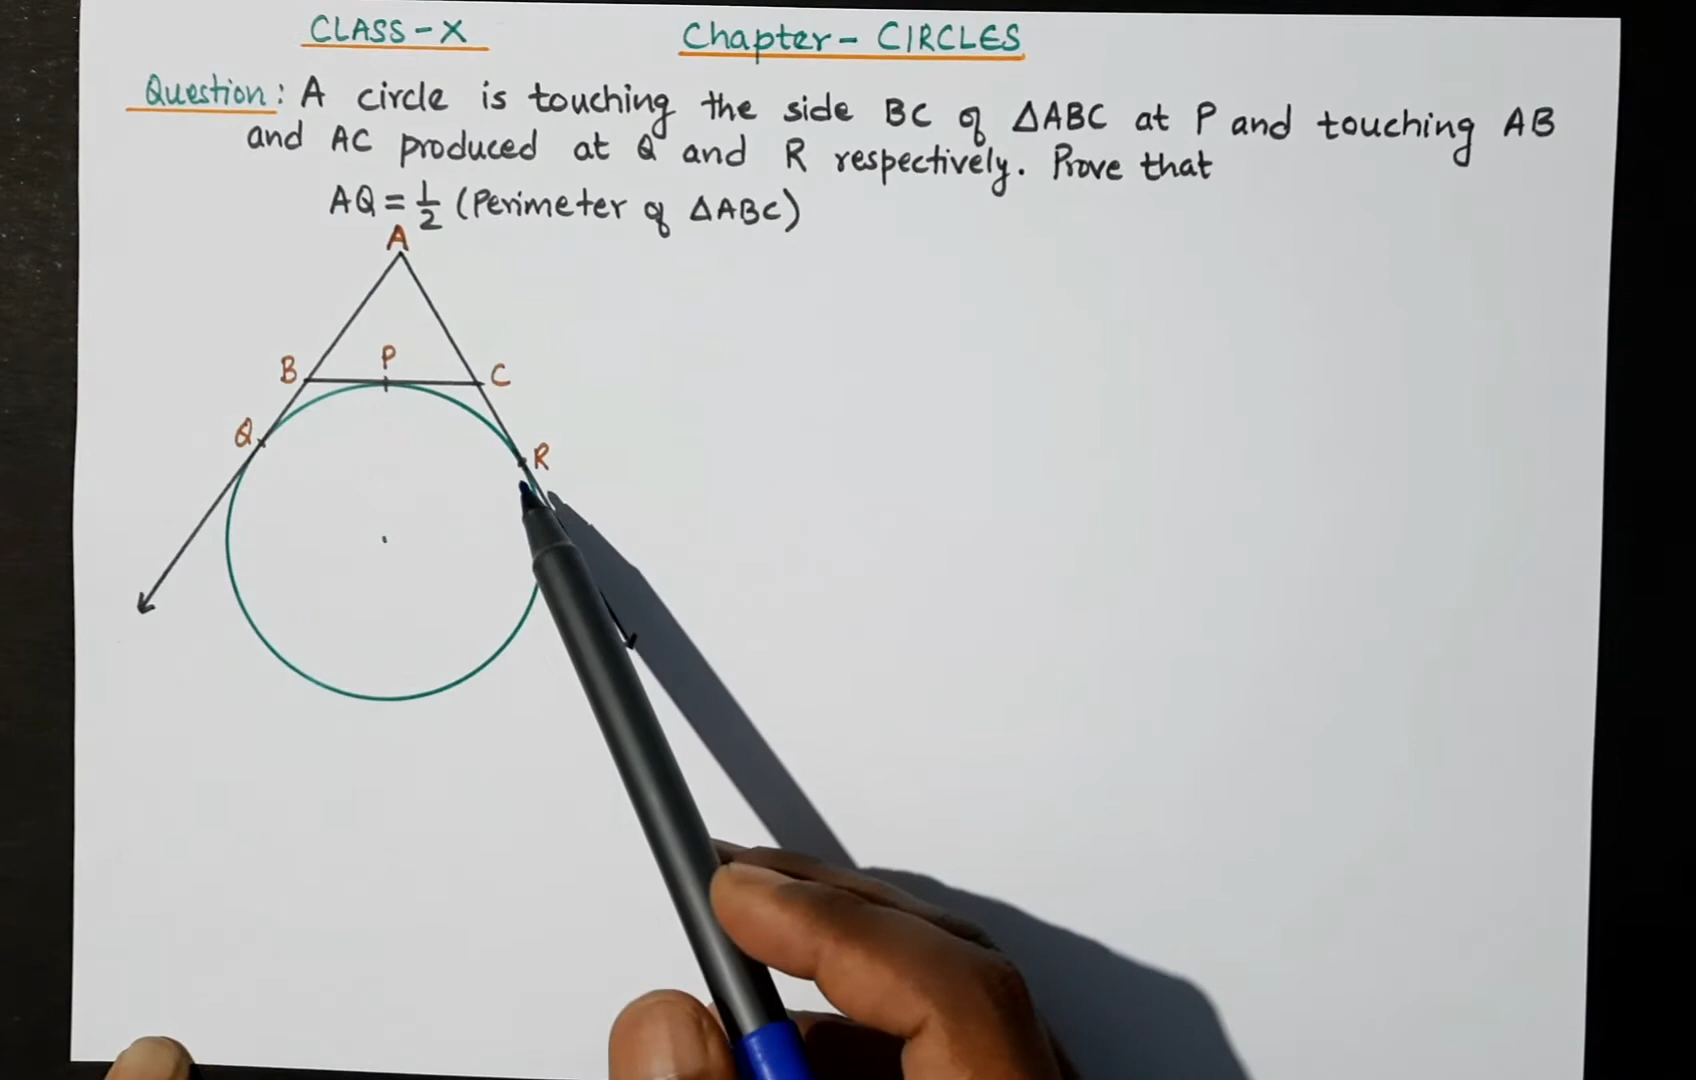 CLASS-X Chapter- CIRCLES
Question: A circle is touching the side BC of ΔABC at P and touching AB
and AC produced at Q and R respectively. Prove that
AQ = 1/2 (Perimeter of ΔABC)
A
B P C
Q R